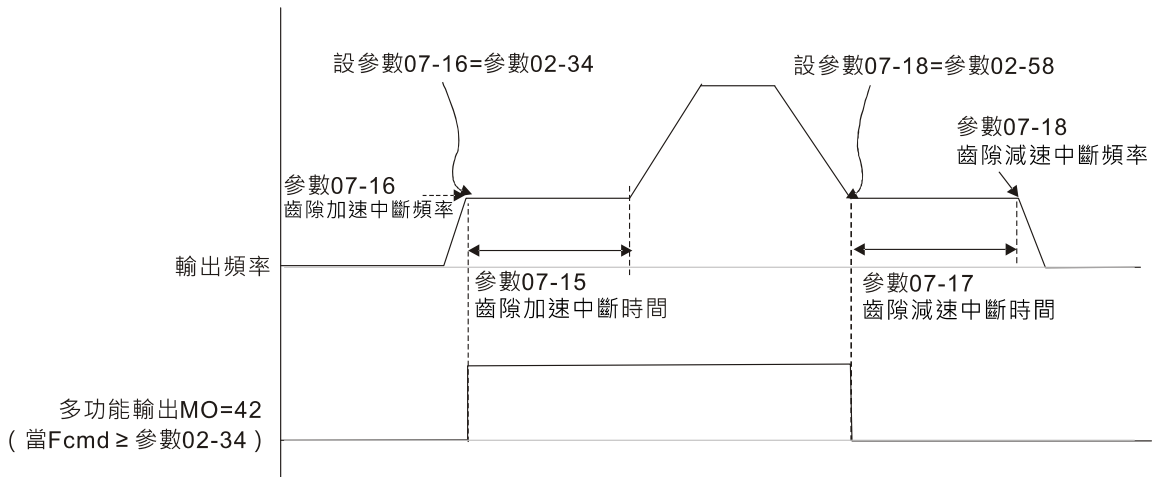 設參數07-16=參數02-34
設參數07-18=參數02-58
參數07-18
齒隙減速中斷頻率
參數07-16
齒隙加速中斷頻率
輸出頻率
參數07-15
齒隙加速中斷時間
參數07-17
齒隙減速中斷時間
多功能輸出MO=42
(當Fcmd ≥ 參數02-34)